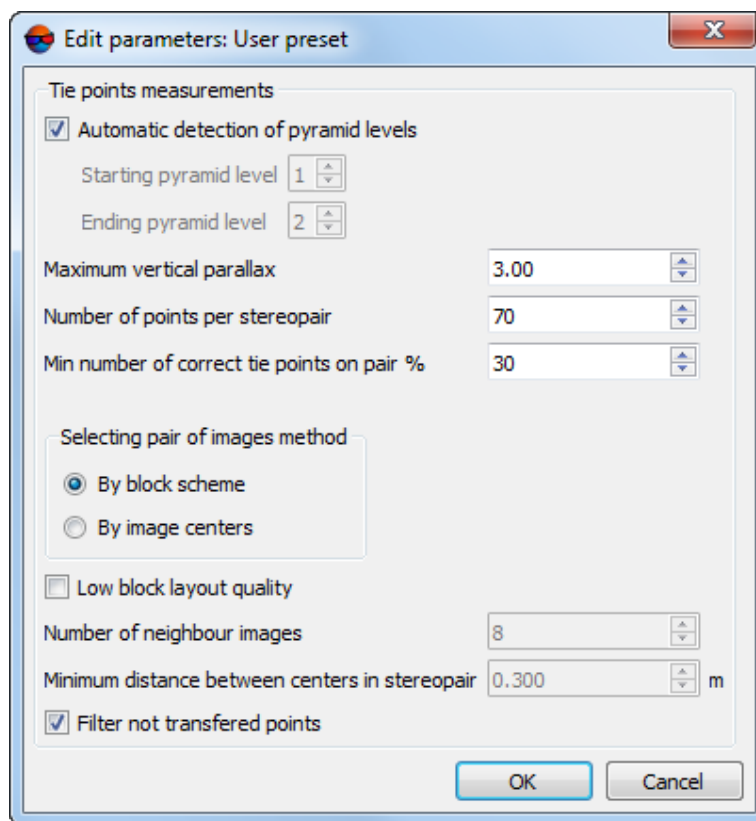 Edit parameters: User preset
Tie points measurements
Automatic detection of pyramid levels
Starting pyramid level 1
Ending pyramid level 2
Maximum vertical parallax 3.00
Number of points per stereopair 70
Min number of correct tie points on pair % 30
Selecting pair of images method
By block scheme
By image centers
Low block layout quality
Number of neighbour images 8
Minimum distance between centers in stereopair 0.300 m
Filter not transfered points
OK Cancel